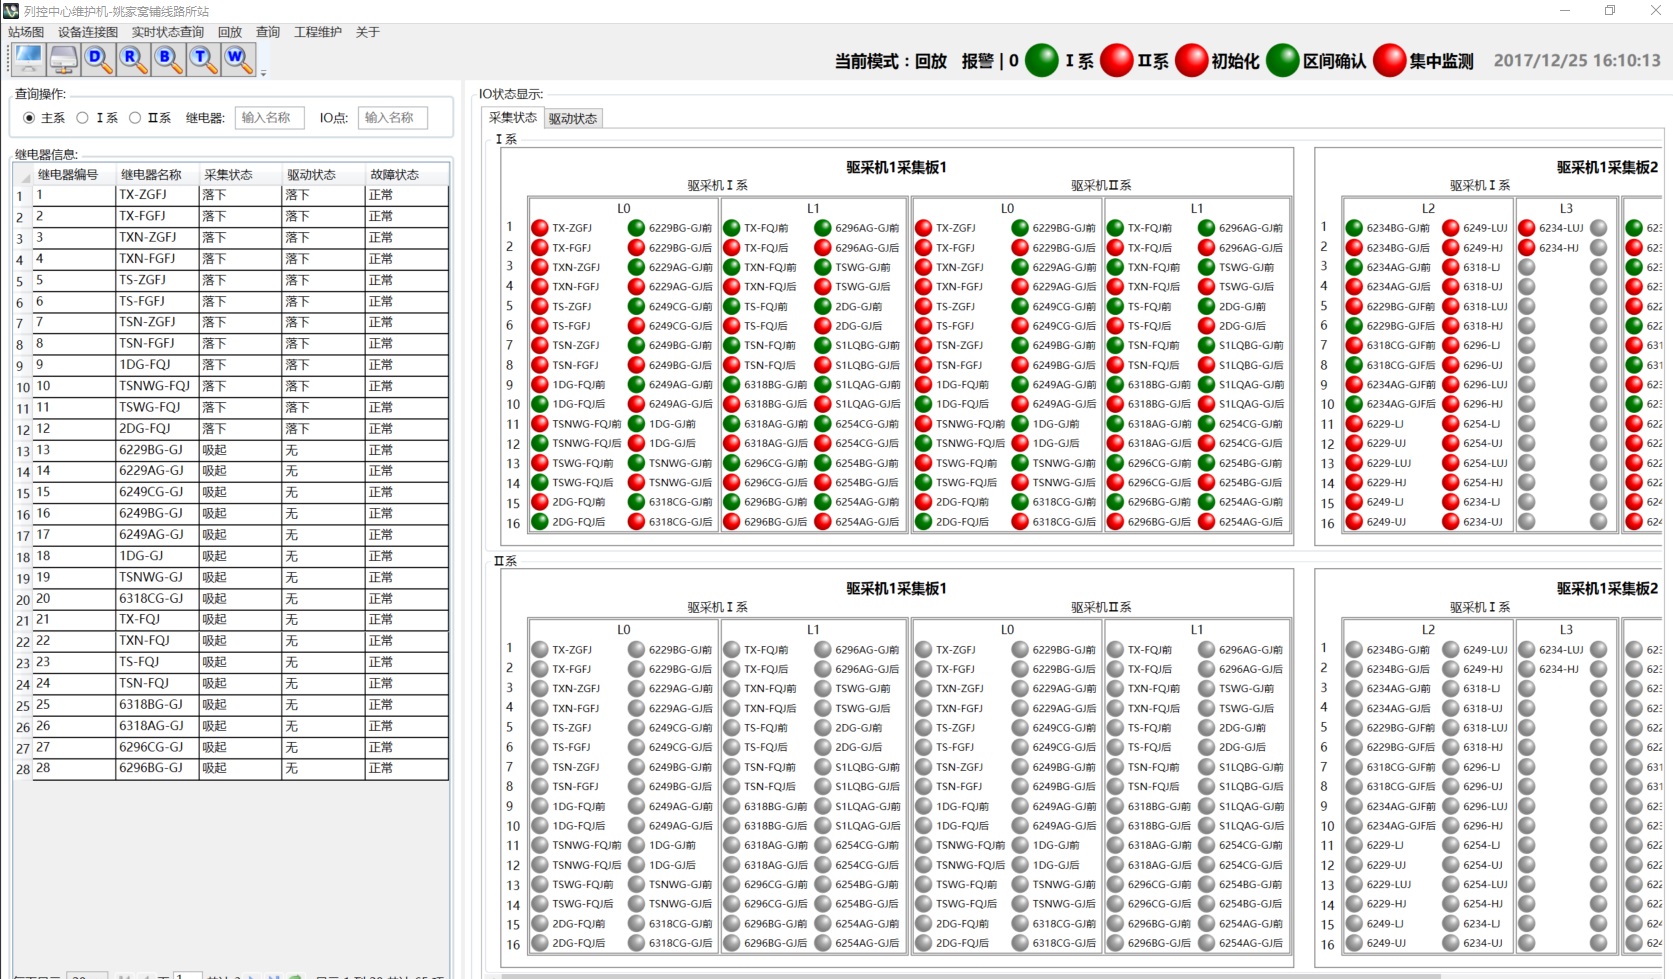 列控中心维护机-姚家窝铺线路所站
站场图 设备连接图 实时状态查询 回放 查询 工程维护 关于
D R B T W
当前模式：回放 报警 | 0 Ⅰ系 Ⅱ系 初始化 区间确认 集中监测 2017/12/25 16:10:13
查询操作:
主系 Ⅰ系 Ⅱ系 继电器: 输入名称 IO点: 输入名称
继电器信息:
继电器编号 继电器名称 采集状态 驱动状态 故障状态
1 1 TX-ZGFJ 落下 落下 正常
2 2 TX-FGFJ 落下 落下 正常
3 3 TXN-ZGFJ 落下 落下 正常
4 4 TXN-FGFJ 落下 落下 正常
5 5 TS-ZGFJ 落下 落下 正常
6 6 TS-FGFJ 落下 落下 正常
7 7 TSN-ZGFJ 落下 落下 正常
8 8 TSN-FGFJ 落下 落下 正常
9 9 1DG-FQJ 落下 落下 正常
10 10 TSNWG-FQJ 落下 落下 正常
11 11 TSWG-FQJ 落下 落下 正常
12 12 2DG-FQJ 落下 落下 正常
13 13 6229BG-GJ 吸起 无 正常
14 14 6229AG-GJ 吸起 无 正常
15 15 6249CG-GJ 吸起 无 正常
16 16 6249BG-GJ 吸起 无 正常
17 17 6249AG-GJ 吸起 无 正常
18 18 1DG-GJ 吸起 无 正常
19 19 TSNWG-GJ 吸起 无 正常
20 20 6318CG-GJ 吸起 无 正常
21 21 TX-FQJ 吸起 无 正常
22 22 TXN-FQJ 吸起 无 正常
23 23 TS-FQJ 吸起 无 正常
24 24 TSN-FQJ 吸起 无 正常
25 25 6318BG-GJ 吸起 无 正常
26 26 6318AG-GJ 吸起 无 正常
27 27 6296CG-GJ 吸起 无 正常
28 28 6296BG-GJ 吸起 无 正常
IO状态显示:
采集状态 驱动状态
Ⅰ系
驱采机1采集板1 驱采机1采集板2
驱采机Ⅰ系 驱采机Ⅱ系 驱采机Ⅰ系
L0 L1 L0 L1 L2 L3
1 TX-ZGFJ 6229BG-GJ前 TX-FQJ前 6296AG-GJ前 TX-ZGFJ 6229BG-GJ前 TX-FQJ前 6296AG-GJ前 1 6234BG-GJ前 6249-LUJ 6234-LUJ
2 TX-FGFJ 6229BG-GJ后 TX-FQJ后 6296AG-GJ后 TX-FGFJ 6229BG-GJ后 TX-FQJ后 6296AG-GJ后 2 6234BG-GJ后 6249-HJ 6234-HJ
3 TXN-ZGFJ 6229AG-GJ前 TXN-FQJ前 TSWG-GJ前 TXN-ZGFJ 6229AG-GJ前 TXN-FQJ前 TSWG-GJ前 3 6234AG-GJ前 6318-LJ
4 TXN-FGFJ 6229AG-GJ后 TXN-FQJ后 TSWG-GJ后 TXN-FGFJ 6229AG-GJ后 TXN-FQJ后 TSWG-GJ后 4 6234AG-GJ后 6318-UJ
5 TS-ZGFJ 6249CG-GJ前 TS-FQJ前 2DG-GJ前 TS-ZGFJ 6249CG-GJ前 TS-FQJ前 2DG-GJ前 5 6229BG-GJF前 6318-LUJ
6 TS-FGFJ 6249CG-GJ后 TS-FQJ后 2DG-GJ后 TS-FGFJ 6249CG-GJ后 TS-FQJ后 2DG-GJ后 6 6229BG-GJF后 6318-HJ
7 TSN-ZGFJ 6249BG-GJ前 TSN-FQJ前 S1LQBG-GJ前 TSN-ZGFJ 6249BG-GJ前 TSN-FQJ前 S1LQBG-GJ前 7 6318CG-GJF前 6296-LJ
8 TSN-FGFJ 6249BG-GJ后 TSN-FQJ后 S1LQBG-GJ后 TSN-FGFJ 6249BG-GJ后 TSN-FQJ后 S1LQBG-GJ后 8 6318CG-GJF后 6296-UJ
9 1DG-FQJ前 6249AG-GJ前 6318BG-GJ前 S1LQAG-GJ前 1DG-FQJ前 6249AG-GJ前 6318BG-GJ前 S1LQAG-GJ前 9 6234AG-GJF前 6296-LUJ
10 1DG-FQJ后 6249AG-GJ后 6318BG-GJ后 S1LQAG-GJ后 1DG-FQJ后 6249AG-GJ后 6318BG-GJ后 S1LQAG-GJ后 10 6234AG-GJF后 6296-HJ
11 TSNWG-FQJ前 1DG-GJ前 6318AG-GJ前 6254CG-GJ前 TSNWG-FQJ前 1DG-GJ前 6318AG-GJ前 6254CG-GJ前 11 6229-LJ 6254-LJ
12 TSNWG-FQJ后 1DG-GJ后 6318AG-GJ后 6254CG-GJ后 TSNWG-FQJ后 1DG-GJ后 6318AG-GJ后 6254CG-GJ后 12 6229-UJ 6254-UJ
13 TSWG-FQJ前 TSNWG-GJ前 6296CG-GJ前 6254BG-GJ前 TSWG-FQJ前 TSNWG-GJ前 6296CG-GJ前 6254BG-GJ前 13 6229-LUJ 6254-LUJ
14 TSWG-FQJ后 TSNWG-GJ后 6296CG-GJ后 6254BG-GJ后 TSWG-FQJ后 TSNWG-GJ后 6296CG-GJ后 6254BG-GJ后 14 6229-HJ 6254-HJ
15 2DG-FQJ前 6318CG-GJ前 6296BG-GJ前 6254AG-GJ前 2DG-FQJ前 6318CG-GJ前 6296BG-GJ前 6254AG-GJ前 15 6249-LJ 6234-LJ
16 2DG-FQJ后 6318CG-GJ后 6296BG-GJ后 6254AG-GJ后 2DG-FQJ后 6318CG-GJ后 6296BG-GJ后 6254AG-GJ后 16 6249-UJ 6234-UJ
Ⅱ系
驱采机1采集板1 驱采机1采集板2
驱采机Ⅰ系 驱采机Ⅱ系 驱采机Ⅰ系
L0 L1 L0 L1 L2 L3
1 TX-ZGFJ 6229BG-GJ前 TX-FQJ前 6296AG-GJ前 TX-ZGFJ 6229BG-GJ前 TX-FQJ前 6296AG-GJ前 1 6234BG-GJ前 6249-LUJ 6234-LUJ
2 TX-FGFJ 6229BG-GJ后 TX-FQJ后 6296AG-GJ后 TX-FGFJ 6229BG-GJ后 TX-FQJ后 6296AG-GJ后 2 6234BG-GJ后 6249-HJ 6234-HJ
3 TXN-ZGFJ 6229AG-GJ前 TXN-FQJ前 TSWG-GJ前 TXN-ZGFJ 6229AG-GJ前 TXN-FQJ前 TSWG-GJ前 3 6234AG-GJ前 6318-LJ
4 TXN-FGFJ 6229AG-GJ后 TXN-FQJ后 TSWG-GJ后 TXN-FGFJ 6229AG-GJ后 TXN-FQJ后 TSWG-GJ后 4 6234AG-GJ后 6318-UJ
5 TS-ZGFJ 6249CG-GJ前 TS-FQJ前 2DG-GJ前 TS-ZGFJ 6249CG-GJ前 TS-FQJ前 2DG-GJ前 5 6229BG-GJF前 6318-LUJ
6 TS-FGFJ 6249CG-GJ后 TS-FQJ后 2DG-GJ后 TS-FGFJ 6249CG-GJ后 TS-FQJ后 2DG-GJ后 6 6229BG-GJF后 6318-HJ
7 TSN-ZGFJ 6249BG-GJ前 TSN-FQJ前 S1LQBG-GJ前 TSN-ZGFJ 6249BG-GJ前 TSN-FQJ前 S1LQBG-GJ前 7 6318CG-GJF前 6296-LJ
8 TSN-FGFJ 6249BG-GJ后 TSN-FQJ后 S1LQBG-GJ后 TSN-FGFJ 6249BG-GJ后 TSN-FQJ后 S1LQBG-GJ后 8 6318CG-GJF后 6296-UJ
9 1DG-FQJ前 6249AG-GJ前 6318BG-GJ前 S1LQAG-GJ前 1DG-FQJ前 6249AG-GJ前 6318BG-GJ前 S1LQAG-GJ前 9 6234AG-GJF前 6296-LUJ
10 1DG-FQJ后 6249AG-GJ后 6318BG-GJ后 S1LQAG-GJ后 1DG-FQJ后 6249AG-GJ后 6318BG-GJ后 S1LQAG-GJ后 10 6234AG-GJF后 6296-HJ
11 TSNWG-FQJ前 1DG-GJ前 6318AG-GJ前 6254CG-GJ前 TSNWG-FQJ前 1DG-GJ前 6318AG-GJ前 6254CG-GJ前 11 6229-LJ 6254-LJ
12 TSNWG-FQJ后 1DG-GJ后 6318AG-GJ后 6254CG-GJ后 TSNWG-FQJ后 1DG-GJ后 6318AG-GJ后 6254CG-GJ后 12 6229-UJ 6254-UJ
13 TSWG-FQJ前 TSNWG-GJ前 6296CG-GJ前 6254BG-GJ前 TSWG-FQJ前 TSNWG-GJ前 6296CG-GJ前 6254BG-GJ前 13 6229-LUJ 6254-LUJ
14 TSWG-FQJ后 TSNWG-GJ后 6296CG-GJ后 6254BG-GJ后 TSWG-FQJ后 TSNWG-GJ后 6296CG-GJ后 6254BG-GJ后 14 6229-HJ 6254-HJ
15 2DG-FQJ前 6318CG-GJ前 6296BG-GJ前 6254AG-GJ前 2DG-FQJ前 6318CG-GJ前 6296BG-GJ前 6254AG-GJ前 15 6249-LJ 6234-LJ
16 2DG-FQJ后 6318CG-GJ后 6296BG-GJ后 6254AG-GJ后 2DG-FQJ后 6318CG-GJ后 6296BG-GJ后 6254AG-GJ后 16 6249-UJ 6234-UJ